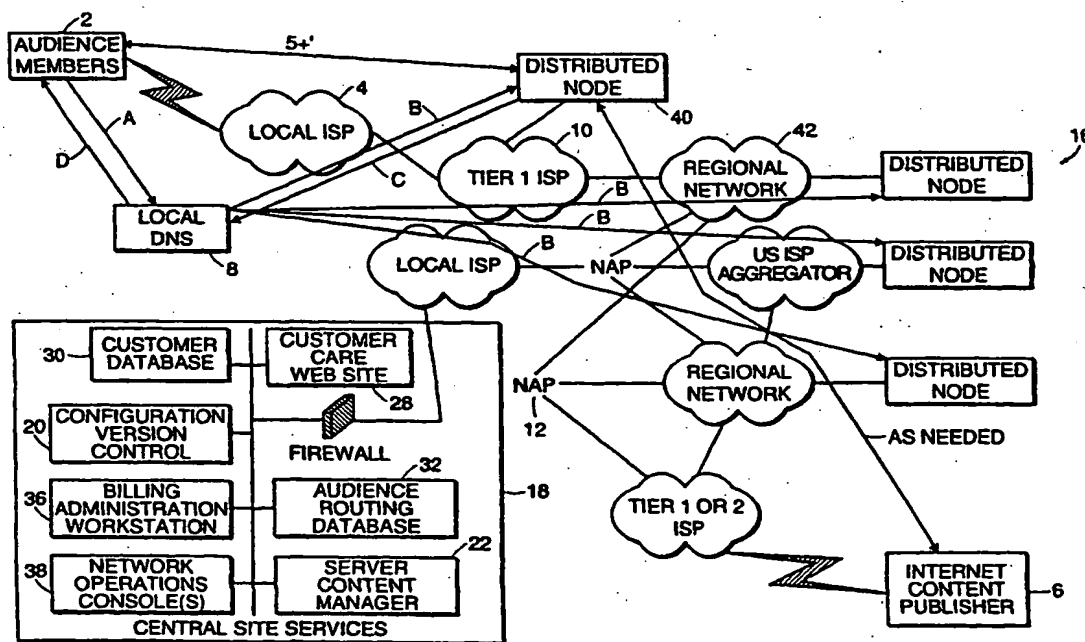 2
AUDIENCE
MEMBERS
5+'
DISTRIBUTED
NODE
40
4
LOCAL ISP
A
D
B
C
10
TIER 1 ISP
42
REGIONAL
NETWORK
16
DISTRIBUTED
NODE
LOCAL
DNS
8
B
B
B
LOCAL ISP
NAP
US ISP
AGGREGATOR
DISTRIBUTED
NODE
30
CUSTOMER
DATABASE
CUSTOMER
CARE
WEB SITE
28
NAP
12
REGIONAL
NETWORK
DISTRIBUTED
NODE
20
CONFIGURATION
VERSION
CONTROL
FIREWALL
AS NEEDED
36
BILLING
ADMINISTRATION
WORKSTATION
32
AUDIENCE
ROUTING
DATABASE
18
TIER 1 OR 2
ISP
38
NETWORK
OPERATIONS
CONSOLE(S)
22
SERVER
CONTENT
MANAGER
INTERNET
CONTENT
PUBLISHER
6
CENTRAL SITE SERVICES